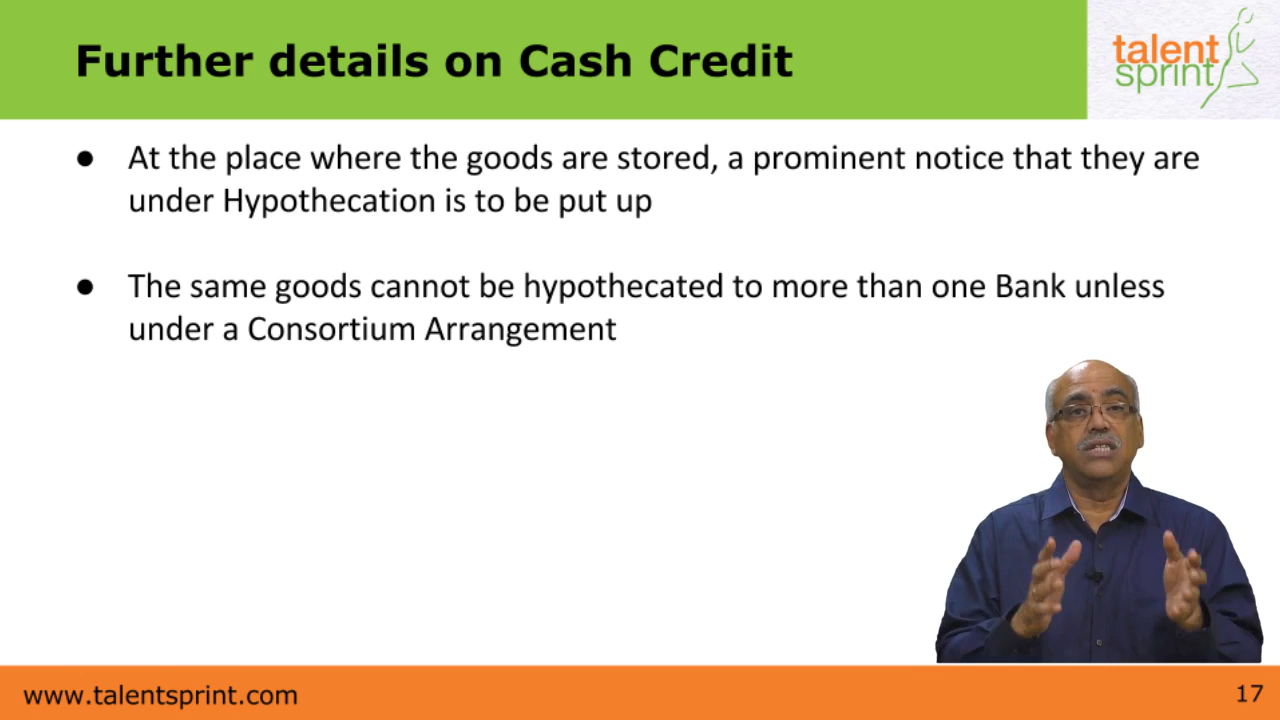 Further details on Cash Credit
talent
sprint
● At the place where the goods are stored, a prominent notice that they are
under Hypothecation is to be put up
● The same goods cannot be hypothecated to more than one Bank unless
under a Consortium Arrangement
www.talentsprint.com
17